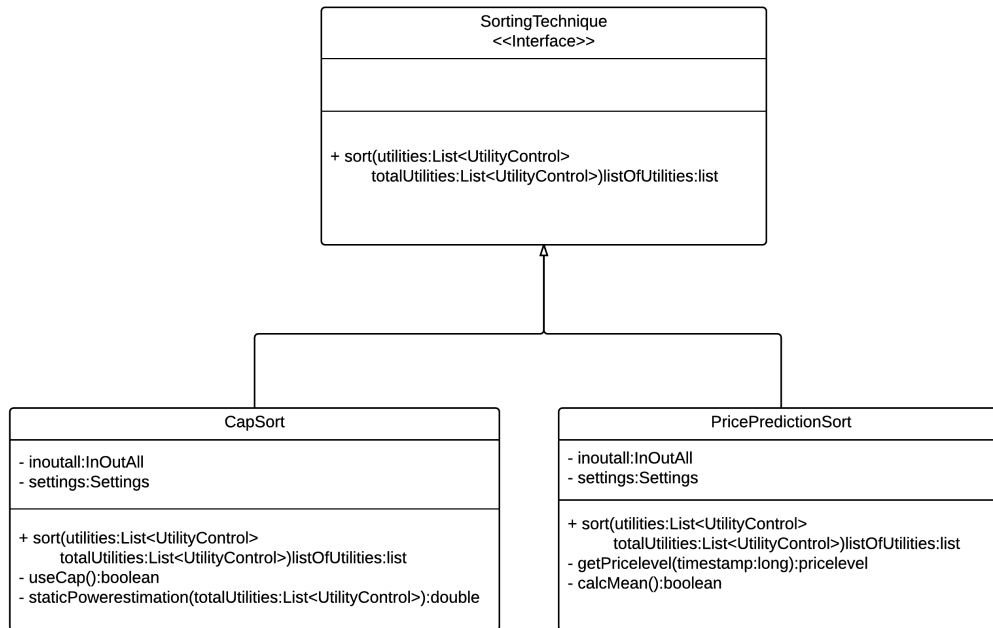 SortingTechnique
<<Interface>>
+ sort(utilities:List<UtilityControl>
totalUtilities:List<UtilityControl>)listOfUtilities:list
CapSort
- inoutall:InOutAll
- settings:Settings
+ sort(utilities:List<UtilityControl>
totalUtilities:List<UtilityControl>)listOfUtilities:list
- useCap():boolean
- staticPowerestimation(totalUtilities:List<UtilityControl>):double
PricePredictionSort
- inoutall:InOutAll
- settings:Settings
+ sort(utilities:List<UtilityControl>
totalUtilities:List<UtilityControl>)listOfUtilities:list
- getPricelevel(timestamp:long):pricelevel
- calcMean():boolean